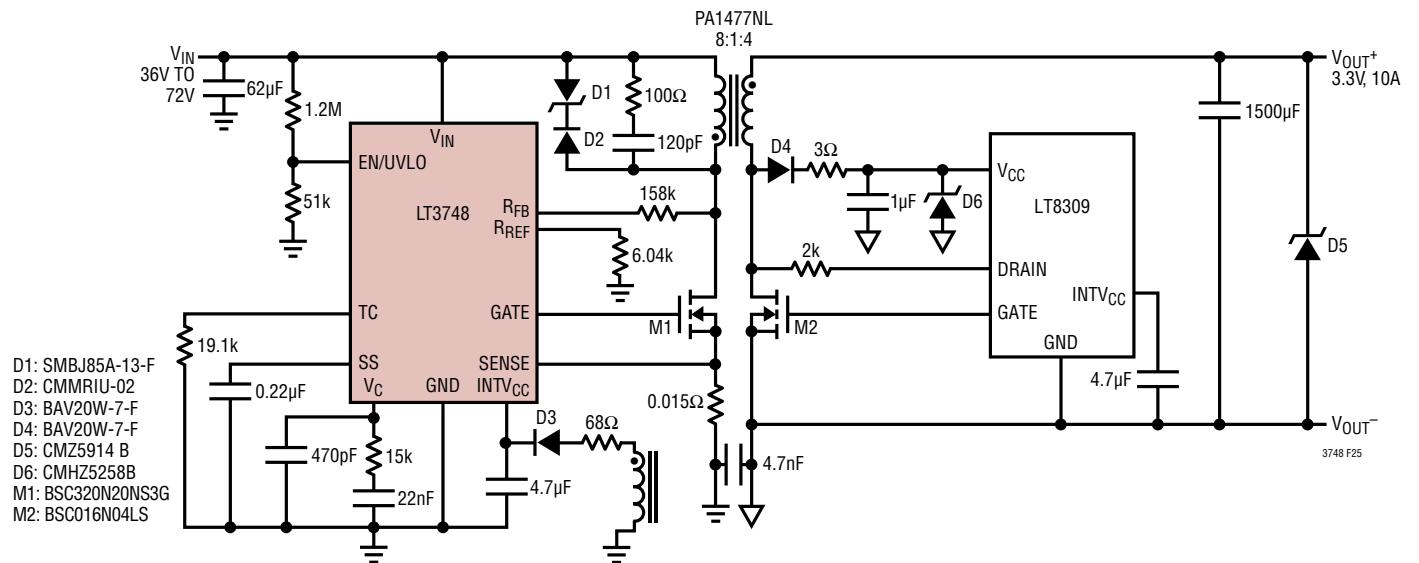 PA1477NL
8:1:4
VIN
36V TO
72V
62µF
1.2M
51k
VIN
EN/UVLO
LT3748
RFB
RREF
TC
GATE
SS
SENSE
VC
GND
INTVCC
D1
D2
100Ω
120pF
158k
6.04k
M1
M2
0.015Ω
4.7nF
19.1k
0.22µF
470pF
15k
22nF
4.7µF
D3
68Ω
D4
3Ω
1µF
D6
2k
VCC
LT8309
DRAIN
INTVCC
GATE
GND
4.7µF
1500µF
D5
VOUT+
3.3V, 10A
VOUT–
3748 F25
D1: SMBJ85A-13-F
D2: CMMRIU-02
D3: BAV20W-7-F
D4: BAV20W-7-F
D5: CMZ5914 B
D6: CMHZ5258B
M1: BSC320N20NS3G
M2: BSC016N04LS